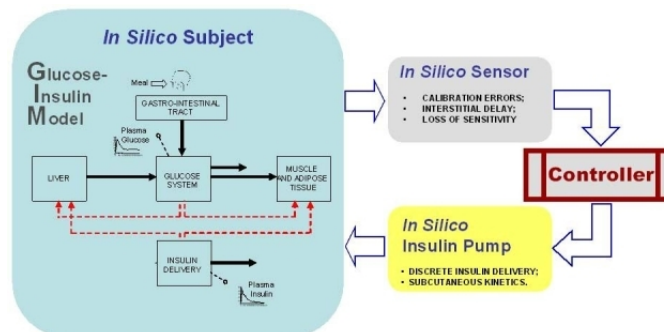 In Silico Subject
Glucose-
Insulin
Model
Meal
GASTRO-INTESTINAL
TRACT
Plasma
Glucose
LIVER
GLUCOSE
SYSTEM
MUSCLE
AND ADIPOSE
TISSUE
INSULIN
DELIVERY
Plasma
Insulin
In Silico Sensor
• CALIBRATION ERRORS;
• INTERSTITIAL DELAY;
• LOSS OF SENSITIVITY
Controller
In Silico
Insulin Pump
• DISCRETE INSULIN DELIVERY;
• SUBCUTANEOUS KINETICS.